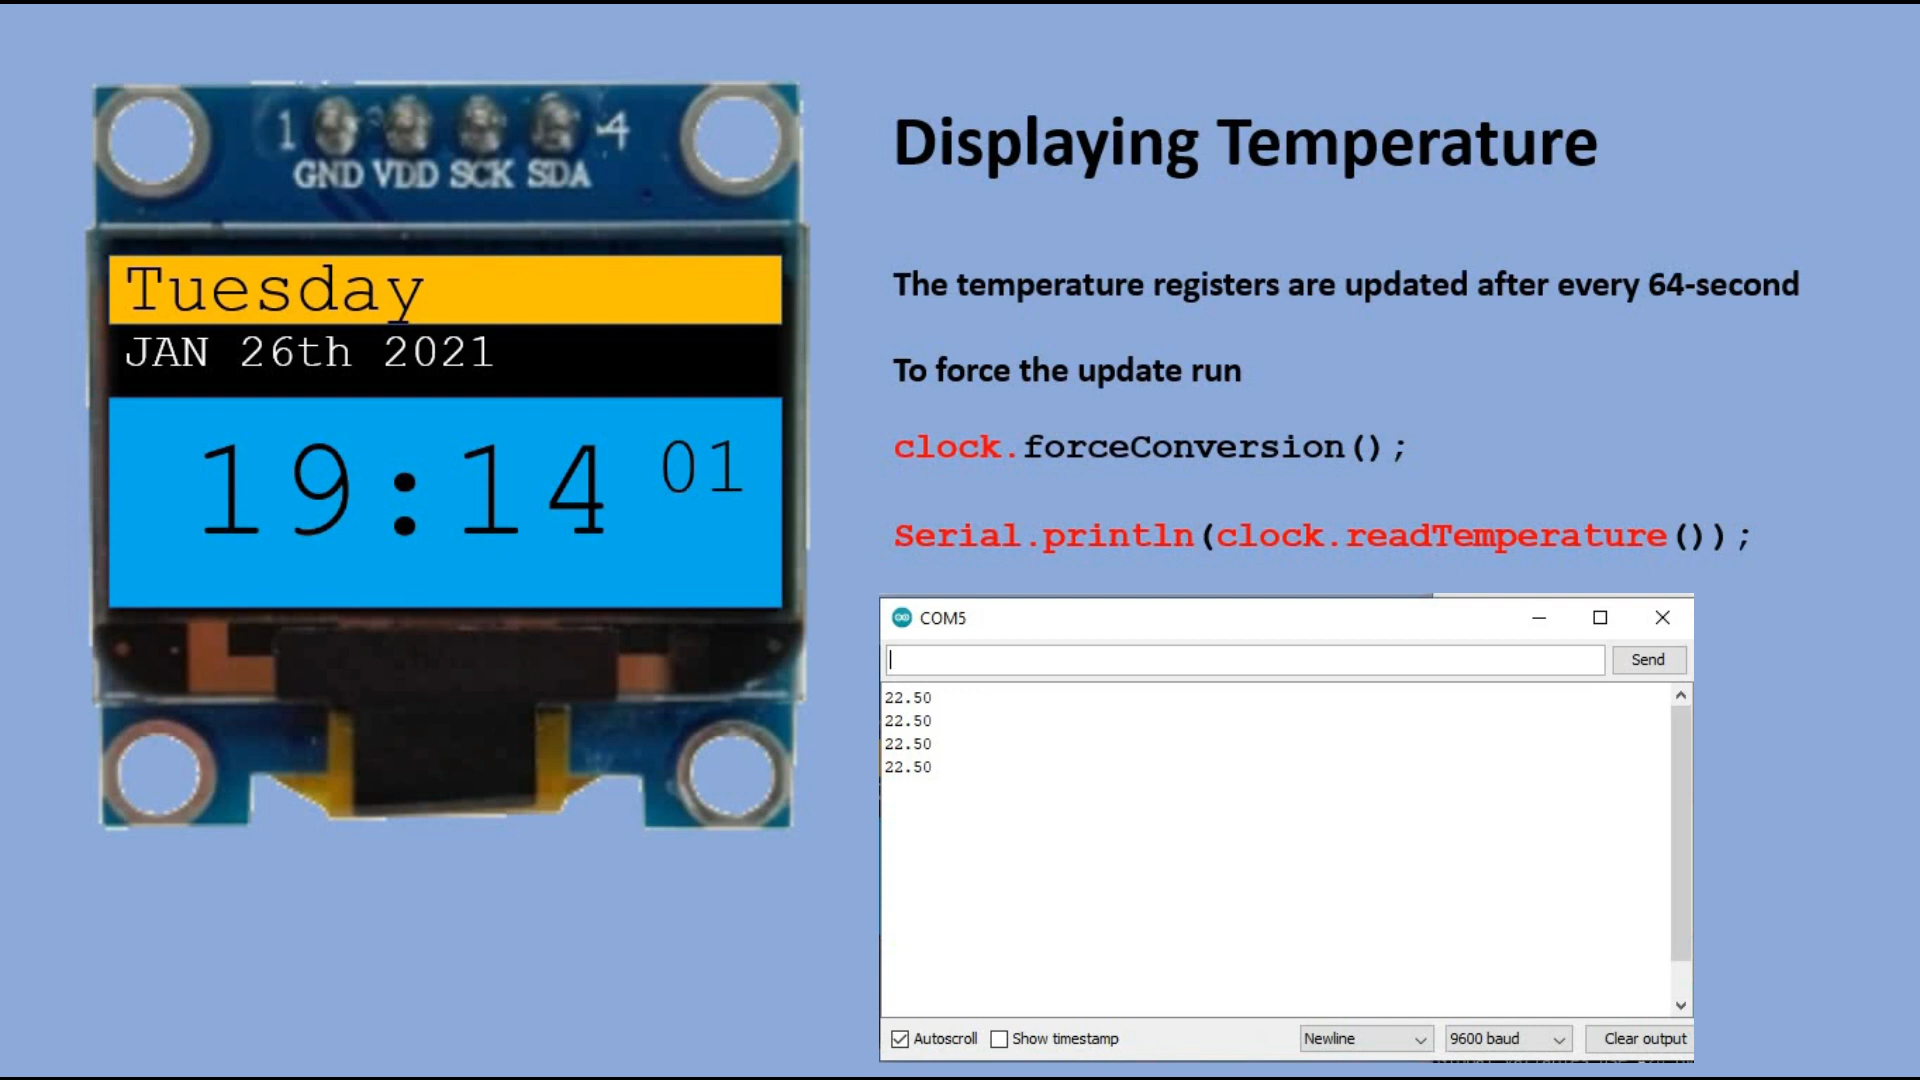 1 4
GND VDD SCK SDA
Tuesday
JAN 26th 2021
19:14 01
Displaying Temperature
The temperature registers are updated after every 64-second
To force the update run
clock.forceConversion();
Serial.println(clock.readTemperature());
COM5
Send
22.50
22.50
22.50
22.50
Autoscroll Show timestamp Newline 9600 baud Clear output